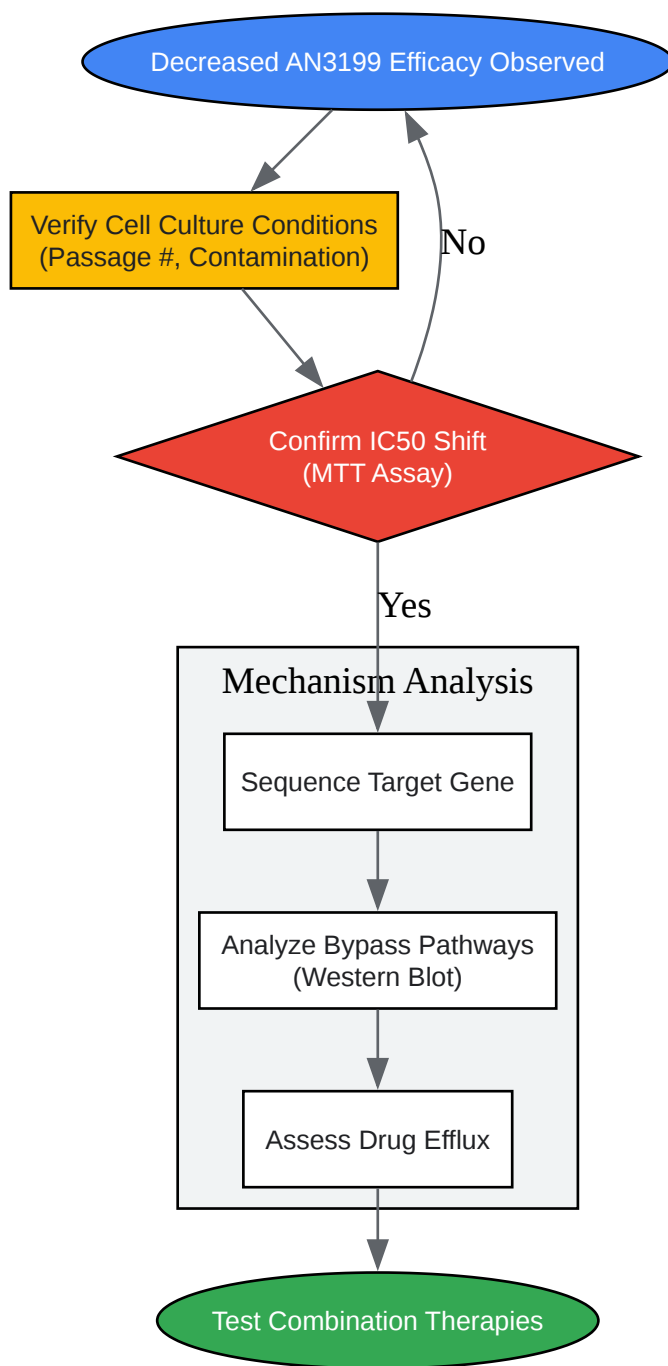 Decreased AN3199 Efficacy Observed
Verify Cell Culture Conditions
(Passage #, Contamination)
No
Confirm IC50 Shift
(MTT Assay)
Yes
Mechanism Analysis
Sequence Target Gene
Analyze Bypass Pathways
(Western Blot)
Assess Drug Efflux
Test Combination Therapies